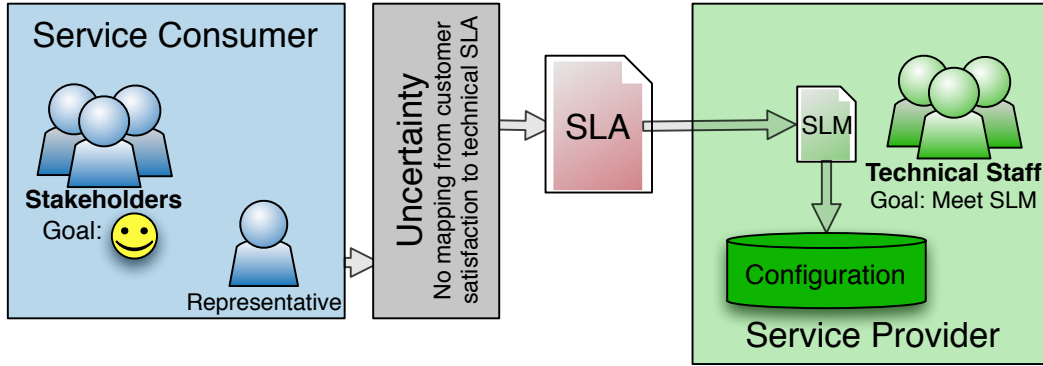 Service Consumer
Stakeholders
Goal:
Representative
Uncertainty
No mapping from customer
satisfaction to technical SLA
SLA
SLM
Technical Staff
Goal: Meet SLM
Configuration
Service Provider